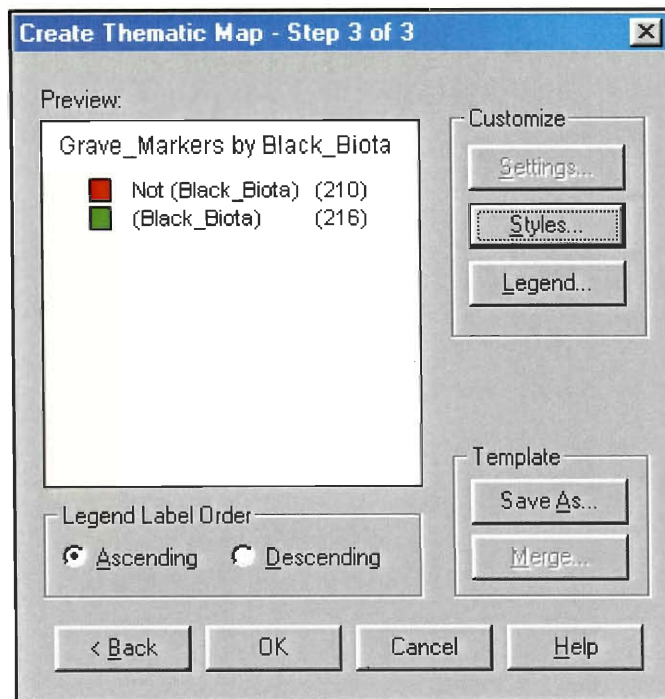 Create Thematic Map - Step 3 of 3
Preview:
Grave_Markers by Black_Biota
Not (Black_Biota) (210)
(Black_Biota) (216)
Customize
Settings...
Styles...
Legend...
Template
Save As...
Merge...
Legend Label Order
Ascending
Descending
< Back
OK
Cancel
Help